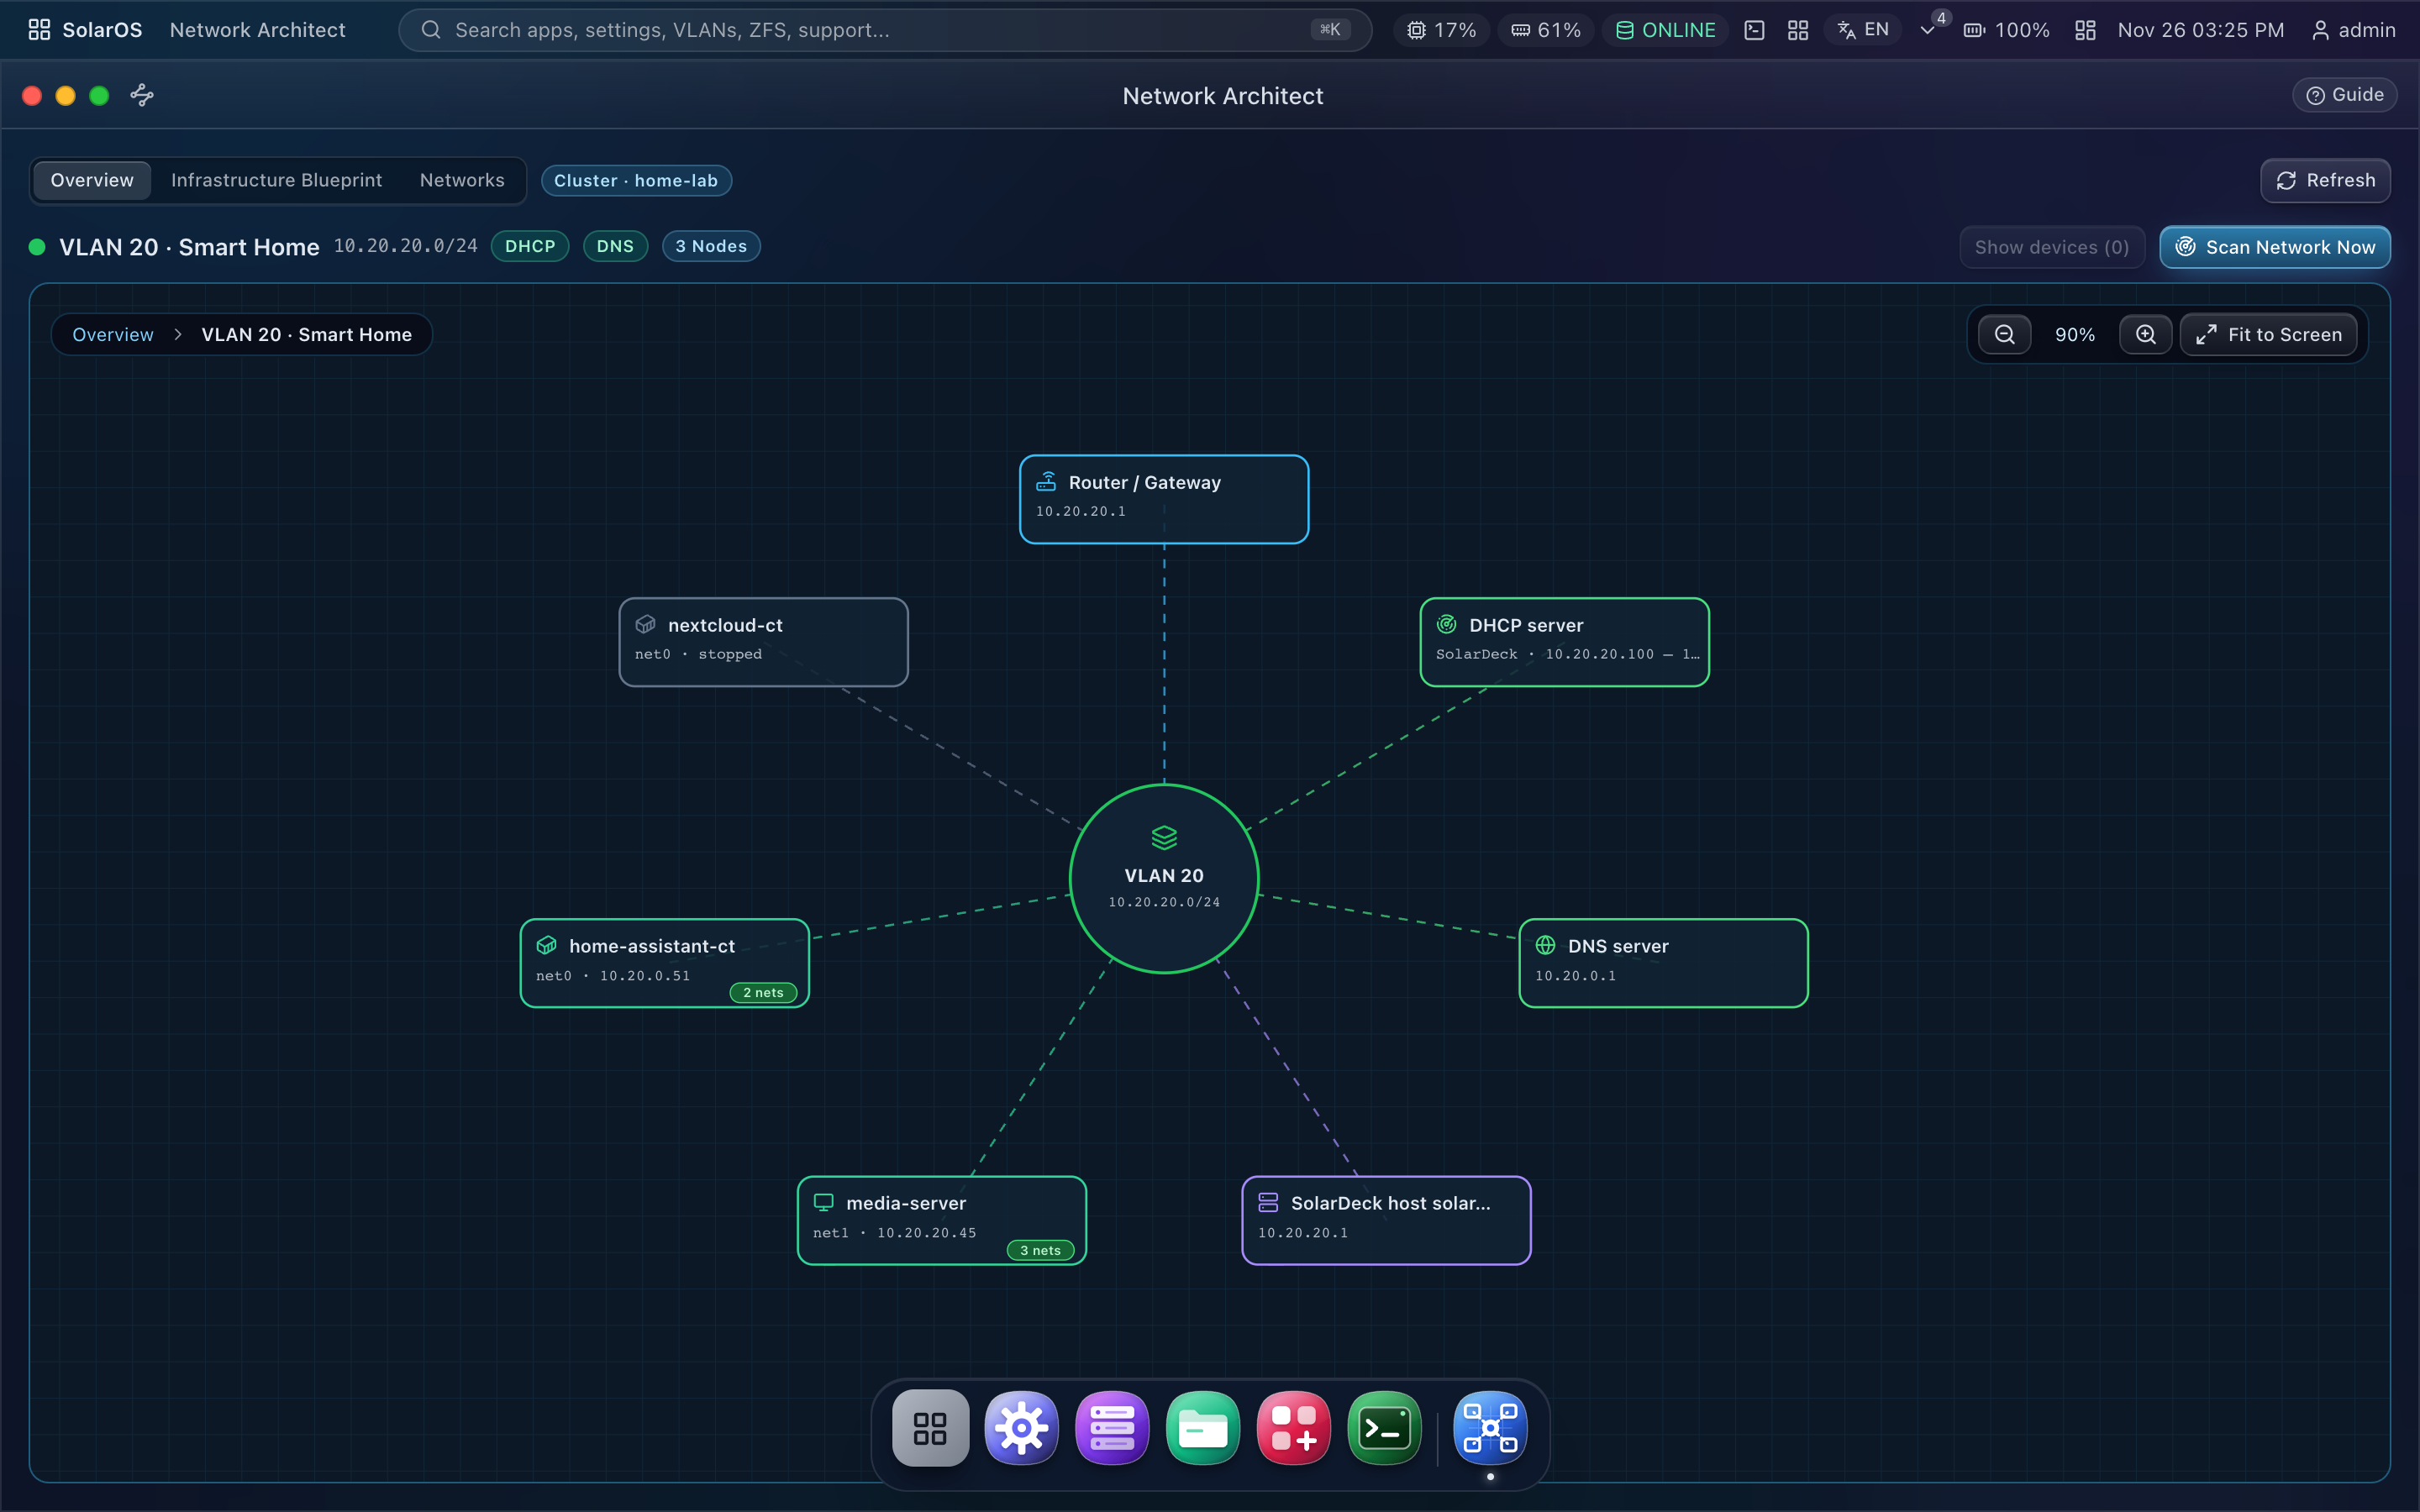 SolarOS Network Architect Search apps, settings, VLANs, ZFS, support... ⌘K 17% 61% ONLINE EN 4 100% Nov 26 03:25 PM admin
Network Architect Guide
Overview Infrastructure Blueprint Networks Cluster · home-lab Refresh
VLAN 20 · Smart Home 10.20.20.0/24 DHCP DNS 3 Nodes Show devices (0) Scan Network Now
Overview > VLAN 20 · Smart Home 90% Fit to Screen
Router / Gateway
10.20.20.1
nextcloud-ct
net0 · stopped
DHCP server
SolarDeck · 10.20.20.100 – 1…
VLAN 20
10.20.20.0/24
home-assistant-ct
net0 · 10.20.0.51
2 nets
DNS server
10.20.0.1
media-server
net1 · 10.20.20.45
3 nets
SolarDeck host solar...
10.20.20.1